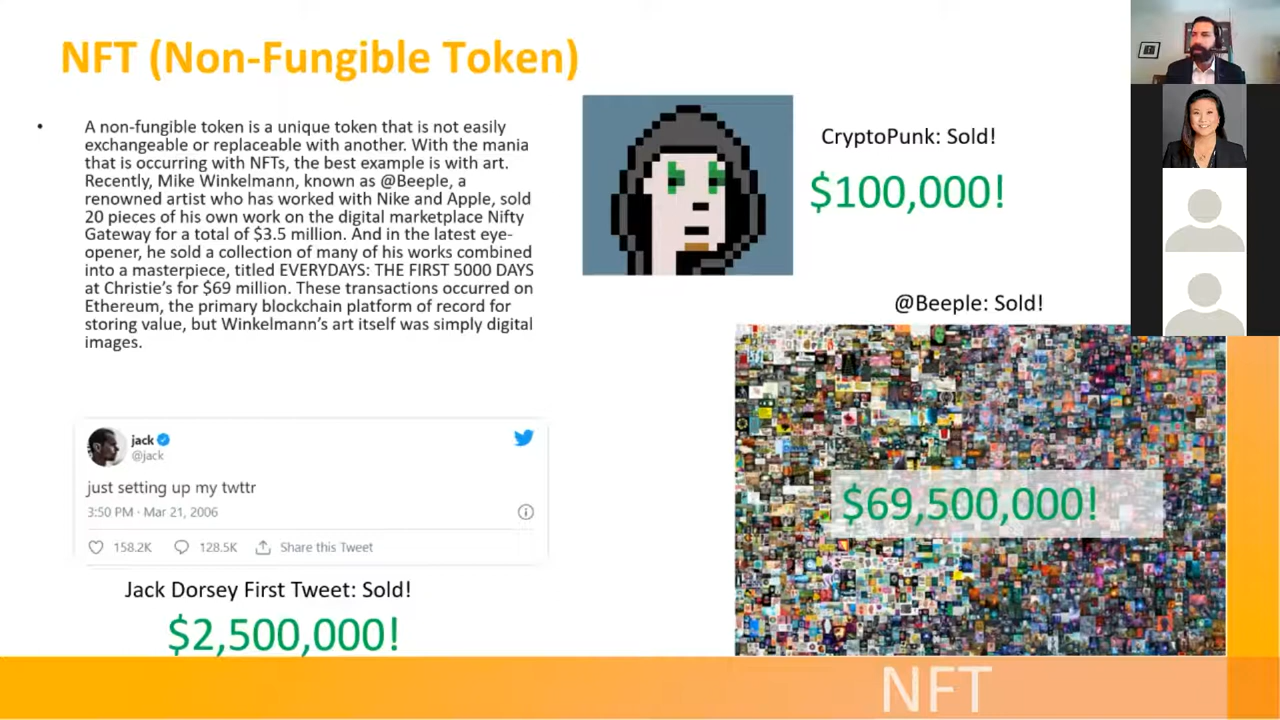 NFT (Non-Fungible Token)
• A non-fungible token is a unique token that is not easily
exchangeable or replaceable with another. With the mania
that is occurring with NFTs, the best example is with art.
Recently, Mike Winkelmann, known as @Beeple, a
renowned artist who has worked with Nike and Apple, sold
20 pieces of his own work on the digital marketplace Nifty
Gateway for a total of $3.5 million. And in the latest eye-
opener, he sold a collection of many of his works combined
into a masterpiece, titled EVERYDAYS: THE FIRST 5000 DAYS
at Christie's for $69 million. These transactions occurred on
Ethereum, the primary blockchain platform of record for
storing value, but Winkelmann's art itself was simply digital
images.
CryptoPunk: Sold!
$100,000!
@Beeple: Sold!
$69,500,000!
jack
@jack
just setting up my twttr
3:50 PM · Mar 21, 2006
158.2K 128.5K Share this Tweet
Jack Dorsey First Tweet: Sold!
$2,500,000!
NFT